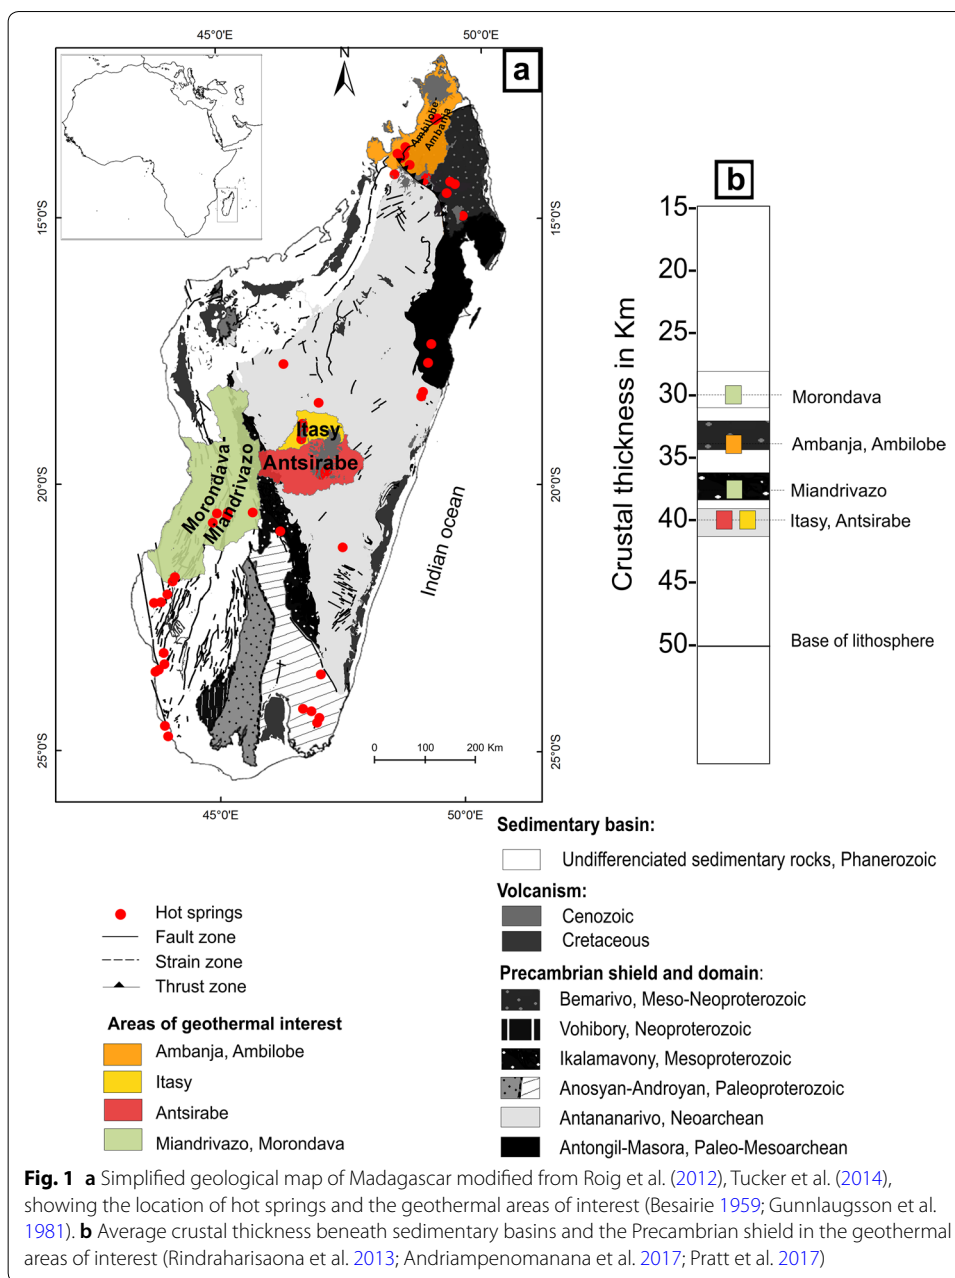 45°0'E
50°0'E
N
a
Ambilobe-
Ambanja
15°0'S
15°0'S
Itasy
Antsirabe
Morondava-
Miandrivazo
20°0'S
20°0'S
Indian ocean
25°0'S
25°0'S
0 100 200 Km
45°0'E
50°0'E
b
Crustal thickness in Km
15
20
25
30
35
40
45
50
Morondava
Ambanja, Ambilobe
Miandrivazo
Itasy, Antsirabe
Base of lithosphere
Hot springs
Fault zone
Strain zone
Thrust zone
Areas of geothermal interest
Ambanja, Ambilobe
Itasy
Antsirabe
Miandrivazo, Morondava
Sedimentary basin:
Undifferenciated sedimentary rocks, Phanerozoic
Volcanism:
Cenozoic
Cretaceous
Precambrian shield and domain:
Bemarivo, Meso-Neoproterozoic
Vohibory, Neoproterozoic
Ikalamavony, Mesoproterozoic
Anosyan-Androyan, Paleoproterozoic
Antananarivo, Neoarchean
Antongil-Masora, Paleo-Mesoarchean
Fig. 1 a Simplified geological map of Madagascar modified from Roig et al. (2012), Tucker et al. (2014),
showing the location of hot springs and the geothermal areas of interest (Besairie 1959; Gunnlaugsson et al.
1981). b Average crustal thickness beneath sedimentary basins and the Precambrian shield in the geothermal
areas of interest (Rindraharisaona et al. 2013; Andriampenomanana et al. 2017; Pratt et al. 2017)